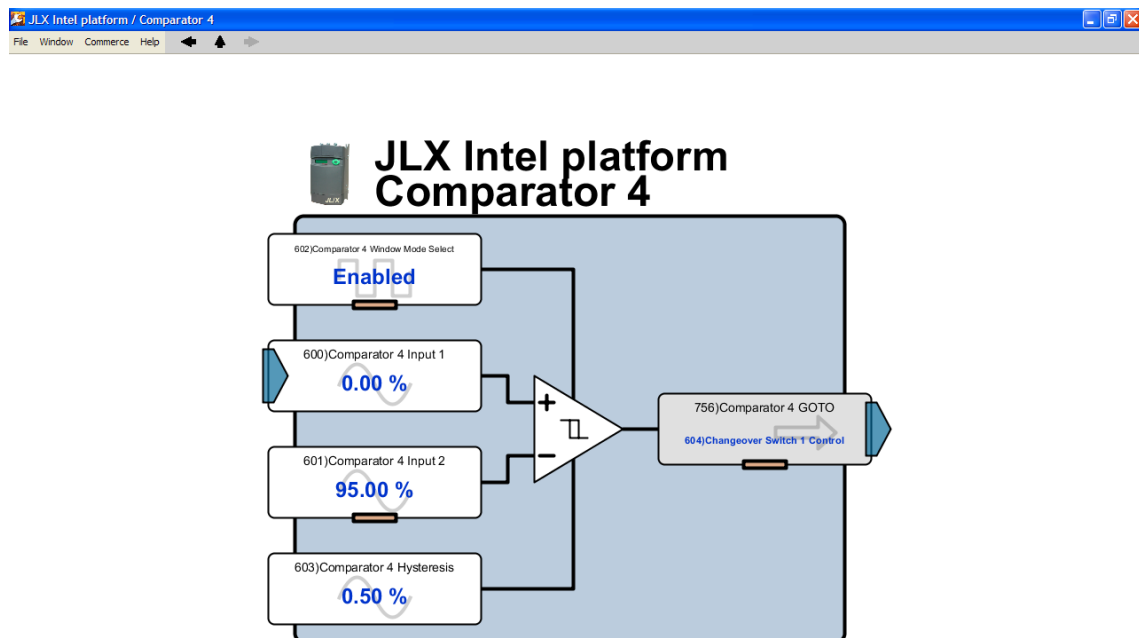 JLX Intel platform / Comparator 4
File Window Commerce Help
JLX Intel platform
Comparator 4
JL/X
602)Comparator 4 Window Mode Select
Enabled
600)Comparator 4 Input 1
0.00 %
601)Comparator 4 Input 2
95.00 %
603)Comparator 4 Hysteresis
0.50 %
756)Comparator 4 GOTO
604)Changeover Switch 1 Control